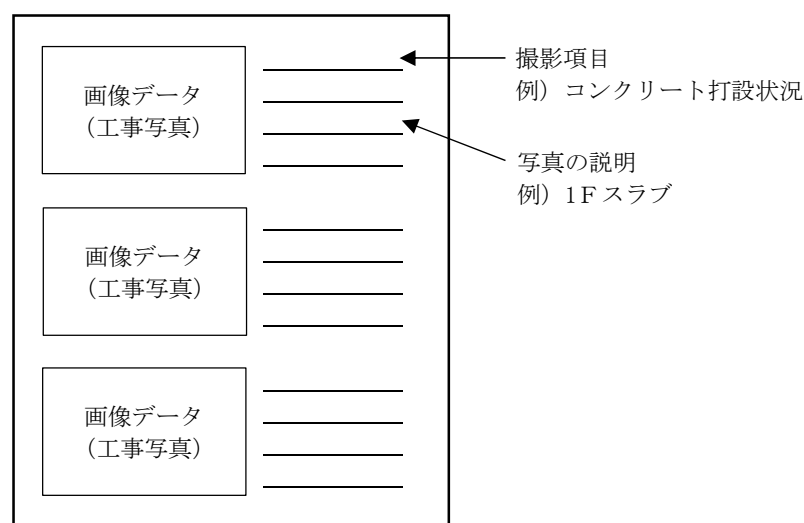 画像データ
（工事写真）
撮影項目
例）コンクリート打設状況
写真の説明
例）1Fスラブ
画像データ
（工事写真）
画像データ
（工事写真）